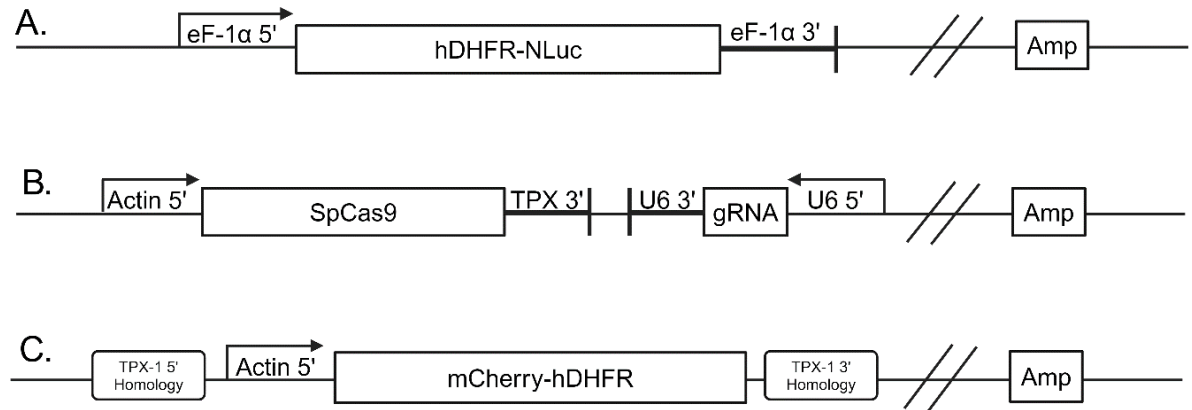 A.
eF-1α 5'
hDHFR-NLuc
eF-1α 3'
Amp
B.
Actin 5'
SpCas9
TPX 3'
U6 3'
gRNA
U6 5'
Amp
C.
TPX-1 5'
Homology
Actin 5'
mCherry-hDHFR
TPX-1 3'
Homology
Amp